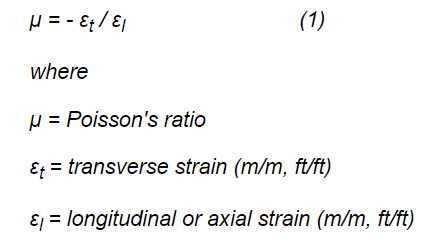 μ = - εt / εl (1)
where
μ = Poisson's ratio
εt = transverse strain (m/m, ft/ft)
εl = longitudinal or axial strain (m/m, ft/ft)